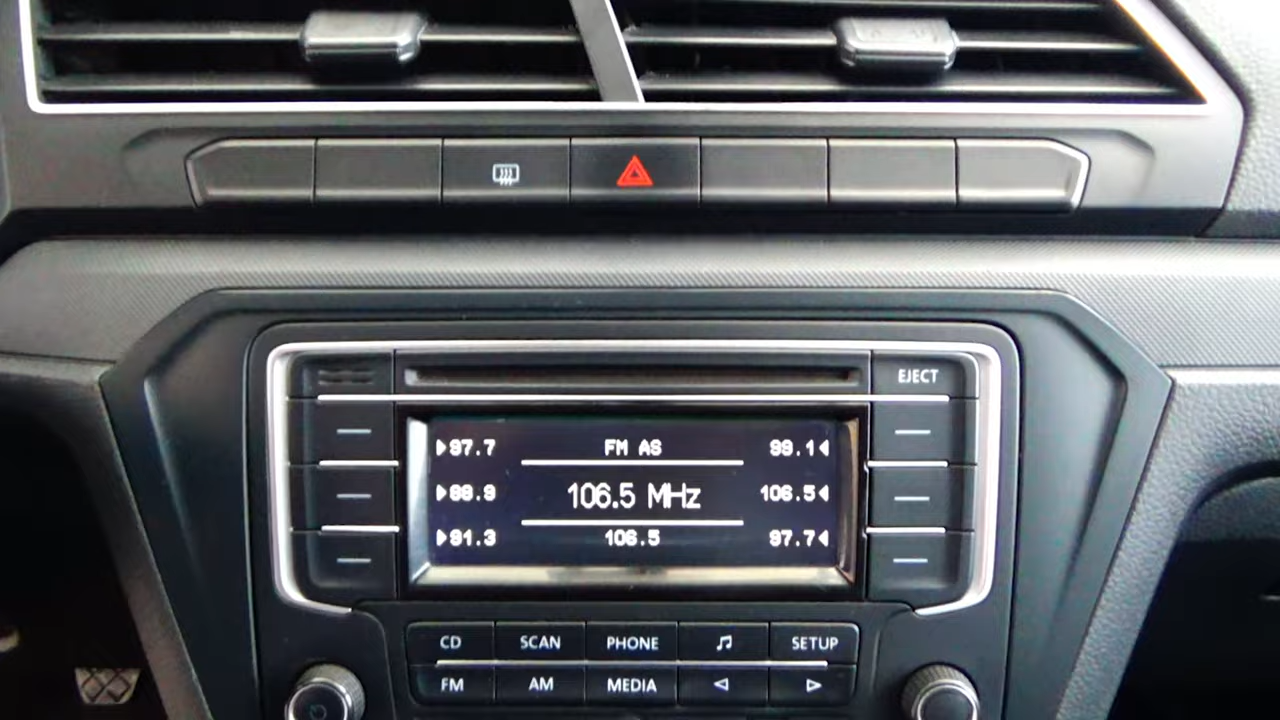 EJECT
97.7 FM AS 99.1
88.9 106.5 MHz 106.5
91.3 106.5 97.7
CD SCAN PHONE SETUP
FM AM MEDIA